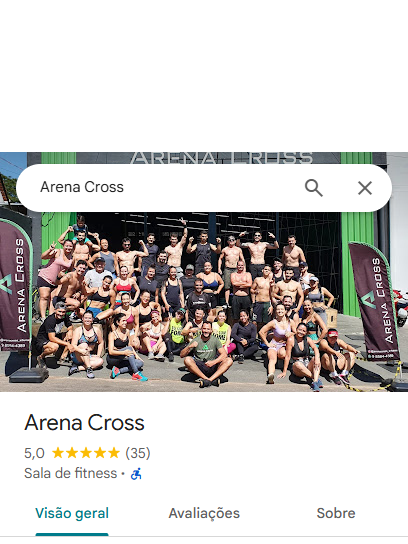 ARENA CROSS
Arena Cross
ARENA CROSS
ARENA CROSS
Arena Cross
5,0 (35)
Sala de fitness ·
Visão geral
Avaliações
Sobre